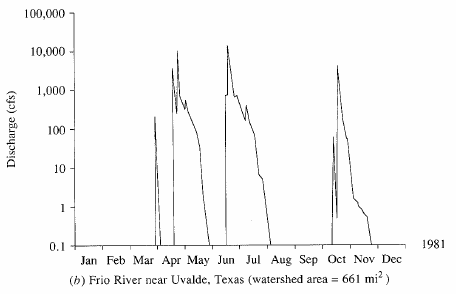 100,000
10,000
1,000
100
10
1
0.1
Discharge (cfs)
Jan Feb Mar Apr May Jun Jul Aug Sep Oct Nov Dec
1981
(b) Frio River near Uvalde, Texas (watershed area = 661 mi²)